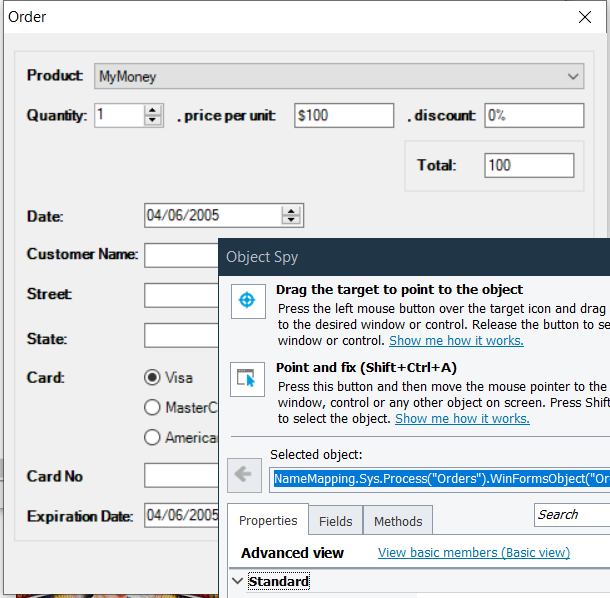 Order
Product:
MyMoney
Quantity:
1
, price per unit:
$100
, discount:
0%
Total:
100
Date:
04/06/2005
Customer Name:
Street:
State:
Card:
Visa
MasterC
America
Card No
Expiration Date:
04/06/2005
Object Spy
Drag the target to point to the object
Press the left mouse button over the target icon and drag
to the desired window or control. Release the button to se
window or control. Show me how it works.
Point and fix (Shift+Ctrl+A)
Press this button and then move the mouse pointer to the
window, control or any other object on screen. Press Shift
to select the object. Show me how it works.
Selected object:
NameMapping.Sys.Process("Orders").WinFormsObject("Or
Properties
Fields
Methods
Search
Advanced view
View basic members (Basic view)
Standard